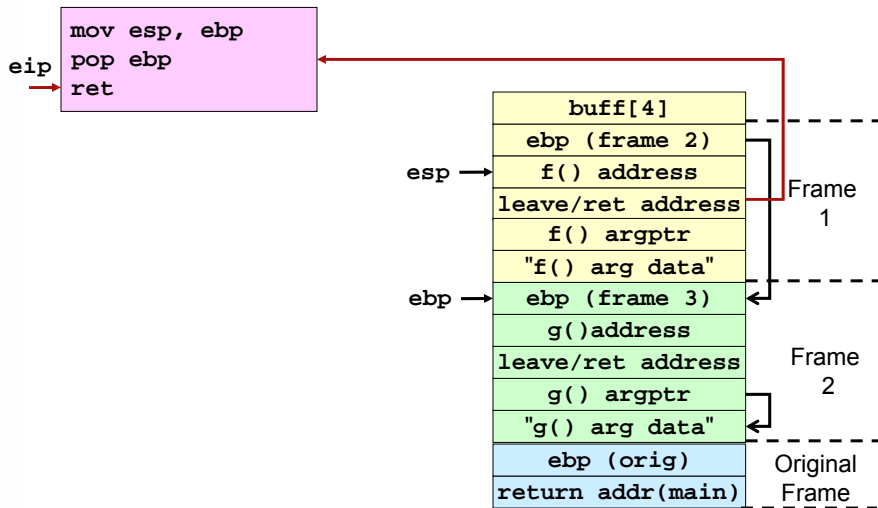 mov esp, ebp
eip
pop ebp
ret
buff[4]
ebp (frame 2)
esp
f() address
leave/ret address
Frame
1
f() argptr
"f() arg data"
ebp
ebp (frame 3)
g()address
leave/ret address
Frame
2
g() argptr
"g() arg data"
ebp (orig)
return addr(main)
Original
Frame